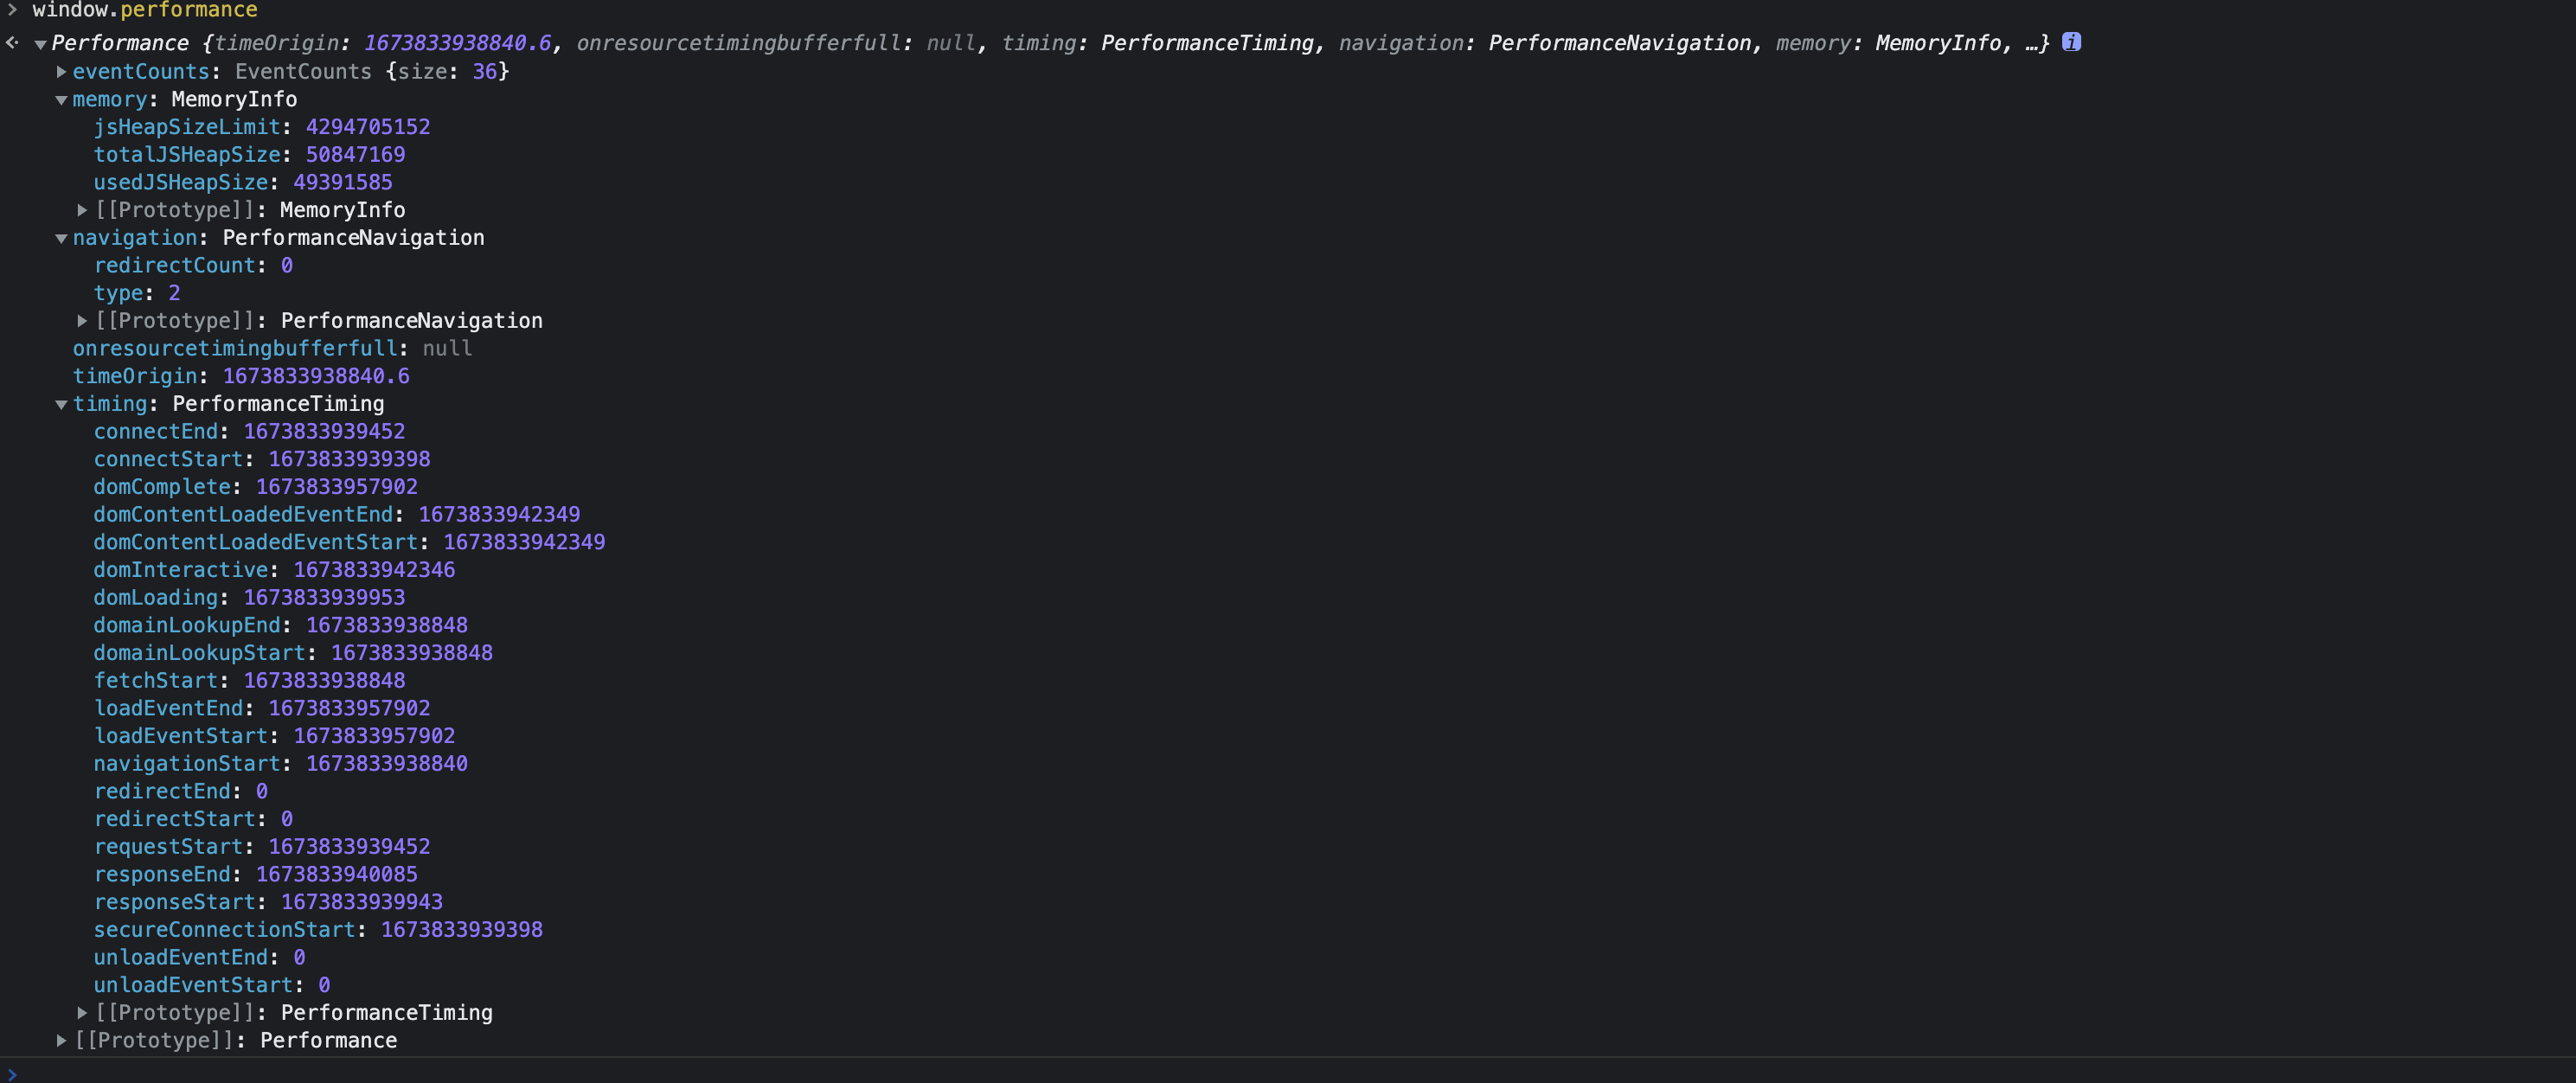 window.performance
Performance {timeOrigin: 1673833938840.6, onresourcetimingbufferfull: null, timing: PerformanceTiming, navigation: PerformanceNavigation, memory: MemoryInfo, …} i
eventCounts: EventCounts {size: 36}
memory: MemoryInfo
jsHeapSizeLimit: 4294705152
totalJSHeapSize: 50847169
usedJSHeapSize: 49391585
[[Prototype]]: MemoryInfo
navigation: PerformanceNavigation
redirectCount: 0
type: 2
[[Prototype]]: PerformanceNavigation
onresourcetimingbufferfull: null
timeOrigin: 1673833938840.6
timing: PerformanceTiming
connectEnd: 1673833939452
connectStart: 1673833939398
domComplete: 1673833957902
domContentLoadedEventEnd: 1673833942349
domContentLoadedEventStart: 1673833942349
domInteractive: 1673833942346
domLoading: 1673833939953
domainLookupEnd: 1673833938848
domainLookupStart: 1673833938848
fetchStart: 1673833938848
loadEventEnd: 1673833957902
loadEventStart: 1673833957902
navigationStart: 1673833938840
redirectEnd: 0
redirectStart: 0
requestStart: 1673833939452
responseEnd: 1673833940085
responseStart: 1673833939943
secureConnectionStart: 1673833939398
unloadEventEnd: 0
unloadEventStart: 0
[[Prototype]]: PerformanceTiming
[[Prototype]]: Performance